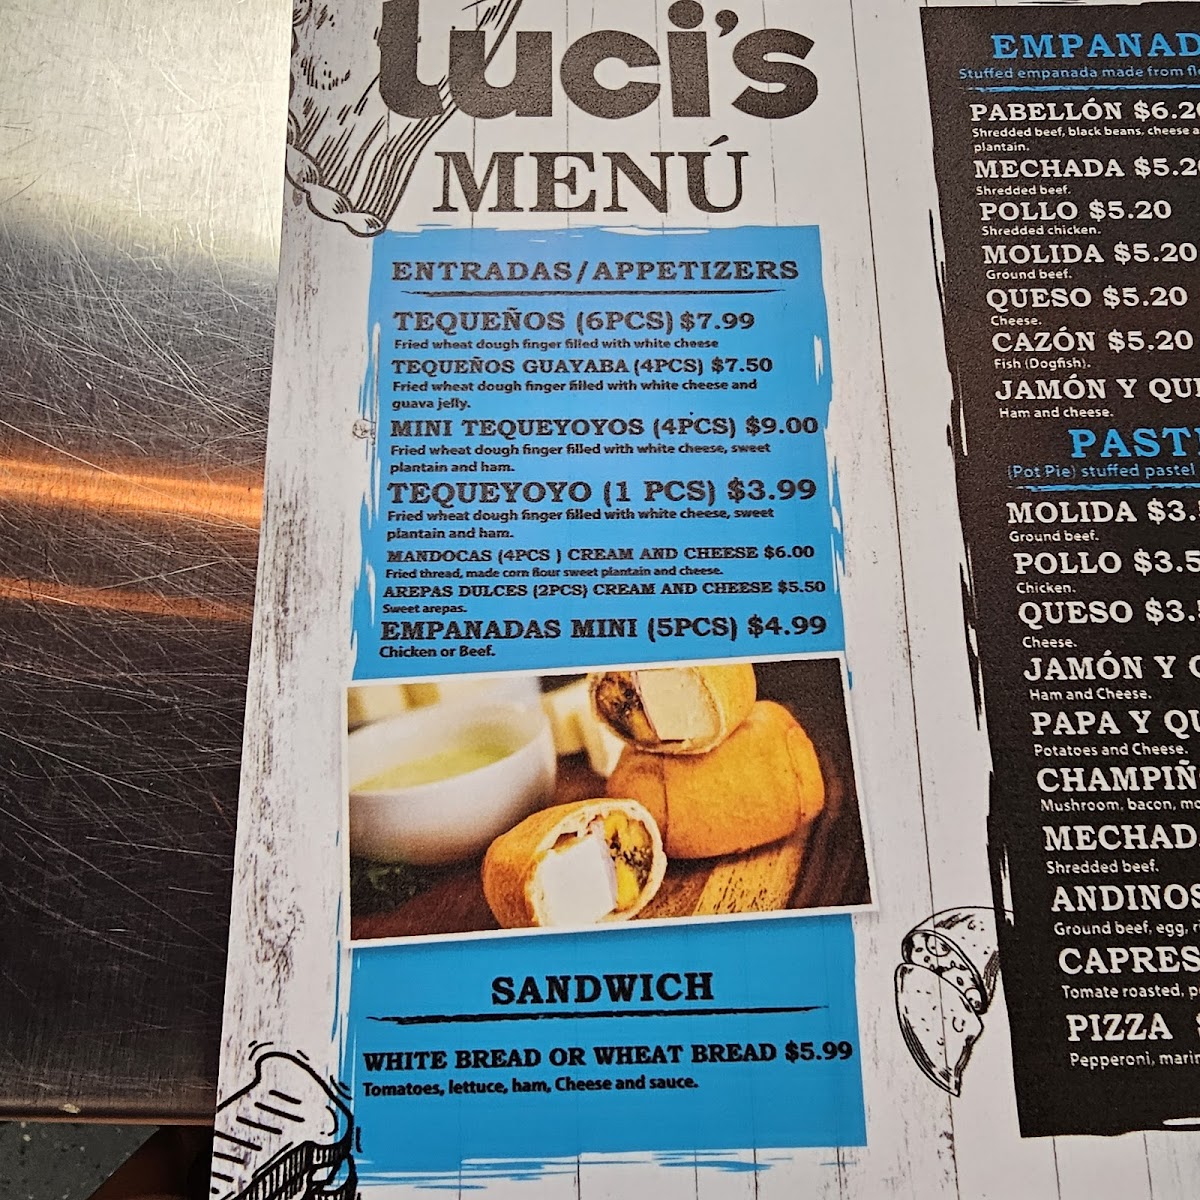 Luci's
MENÚ
ENTRADAS/APPETIZERS
TEQUEÑOS (6PCS) $7.99
Fried wheat dough finger filled with white cheese
TEQUEÑOS GUAYABA (4PCS) $7.50
Fried wheat dough finger filled with white cheese and
guava jelly.
MINI TEQUEYOYOS (4PCS) $9.00
Fried wheat dough finger filled with white cheese, sweet
plantain and ham.
TEQUEYOYO (1 PCS) $3.99
Fried wheat dough finger filled with white cheese, sweet
plantain and ham.
MANDOCAS (4PCS ) CREAM AND CHEESE $6.00
Fried thread, made corn flour sweet plantain and cheese.
AREPAS DULCES (2PCS) CREAM AND CHEESE $5.50
Sweet arepas.
EMPANADAS MINI (5PCS) $4.99
Chicken or Beef.
SANDWICH
WHITE BREAD OR WHEAT BREAD $5.99
Tomatoes, lettuce, ham, Cheese and sauce.
EMPANAD
Stuffed empanada made from
PABELLÓN $6.20
Shredded beef, black beans, cheese
plantain.
MECHADA $5.20
Shredded beef.
POLLO $5.20
Shredded chicken.
MOLIDA $5.20
Ground beef.
QUESO $5.20
Cheese.
CAZÓN $5.20
Fish (Dogfish).
JAMÓN Y QUE
Ham and cheese.
PAST
(Pot Pie) stuffed pastel
MOLIDA $3.
Ground beef.
POLLO $3.5
Chicken.
QUESO $3.
Cheese.
JAMÓN Y
Ham and Cheese.
PAPA Y QU
Potatoes and Cheese.
CHAMPIÑ
Mushroom, bacon,
MECHAD
Shredded beef.
ANDINOS
Ground beef, egg,
CAPRES
Tomate roasted,
PIZZA
Pepperoni,